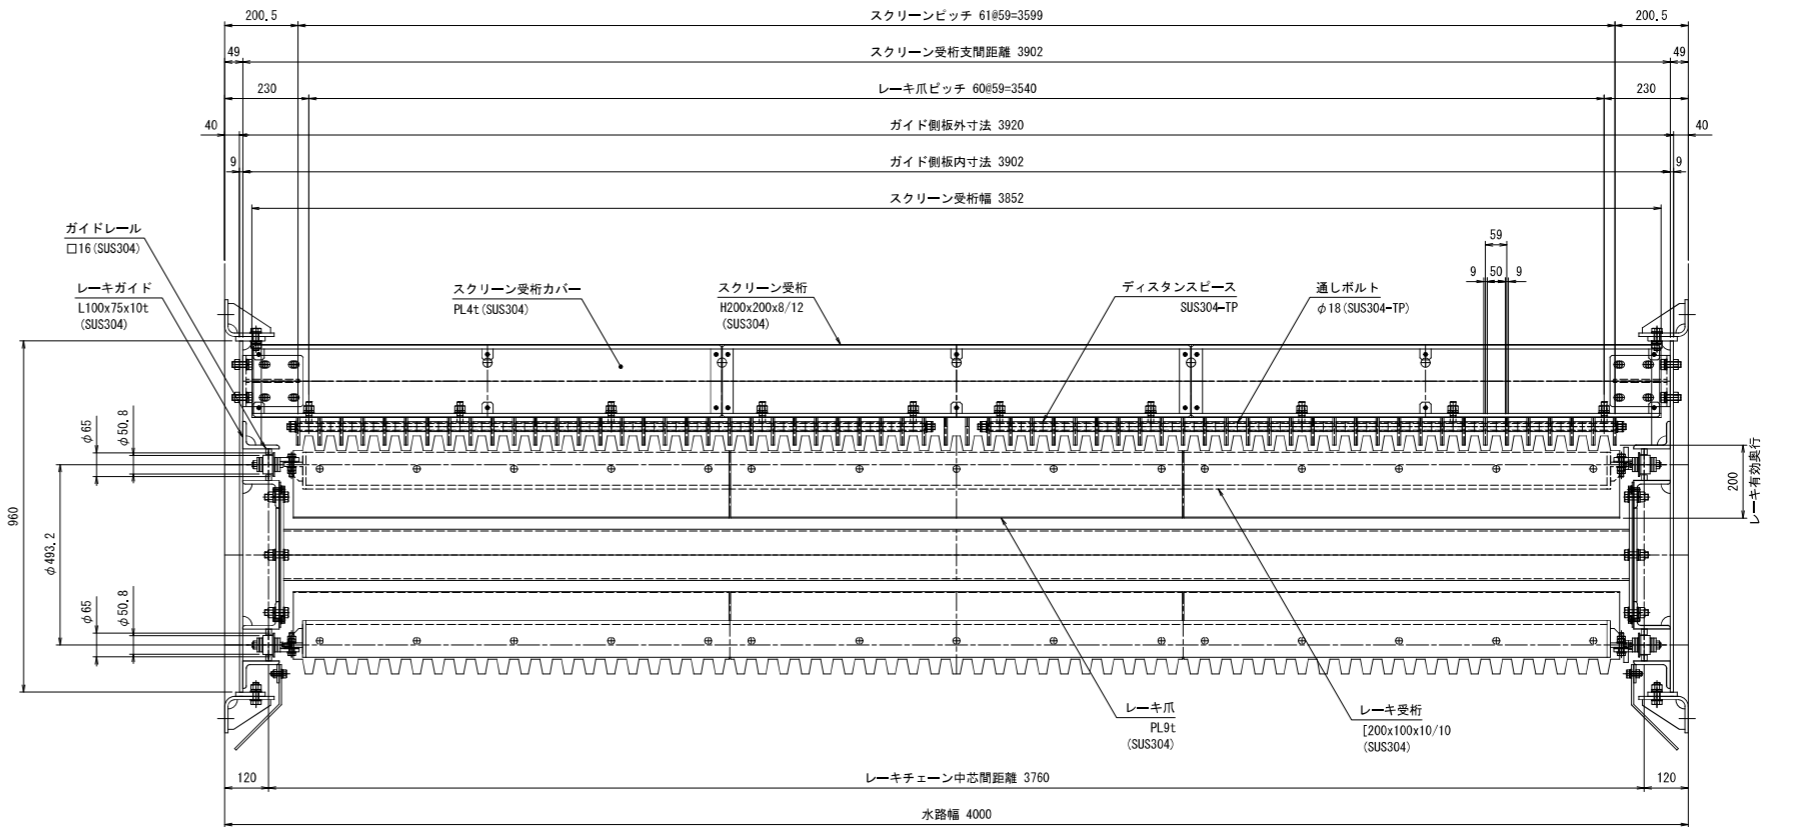 200.5
スクリーンピッチ 61@59=3599
200.5
49
スクリーン受桁支間距離 3902
49
230
レーキ爪ピッチ 60@59=3540
230
40
ガイド側板外寸法 3920
40
9
ガイド側板内寸法 3902
9
スクリーン受桁幅 3852
ガイドレール
□16(SUS304)
レーキガイド
L100x75x10t
(SUS304)
スクリーン受桁カバー
PL4t(SUS304)
スクリーン受桁
H200x200x8/12
(SUS304)
ディスタンスピース
SUS304-TP
通しボルト
φ18(SUS304-TP)
59
9
50
9
960
φ65
φ50.8
φ493.2
φ65
φ50.8
200
レーキ有効奥行
レーキ爪
PL9t
(SUS304)
レーキ受桁
[200x100x10/10
(SUS304)
120
レーキチェーン中芯間距離 3760
120
水路幅 4000